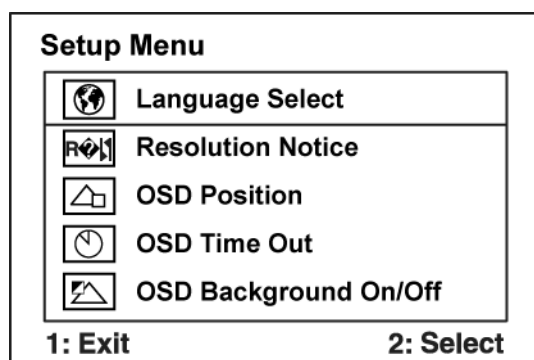 Setup Menu
Language Select
Resolution Notice
OSD Position
OSD Time Out
OSD Background On/Off
1: Exit 2: Select